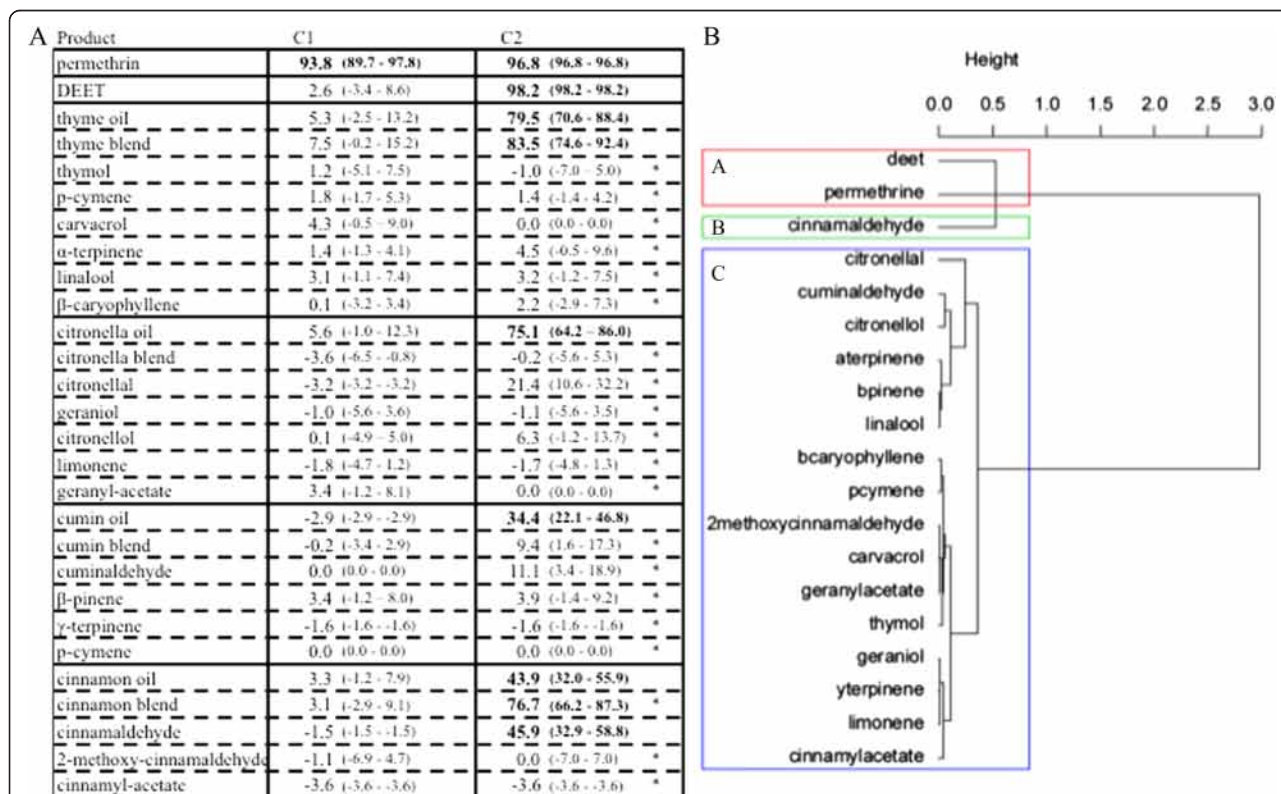 A Product C1 C2
permethrin 93.8 (89.7 - 97.8) 96.8 (96.8 - 96.8)
DEET 2.6 (-3.4 - 8.6) 98.2 (98.2 - 98.2)
thyme oil 5.3 (-2.5 - 13.2) 79.5 (70.6 - 88.4)
thyme blend 7.5 (-0.2 - 15.2) 83.5 (74.6 - 92.4)
thymol 1.2 (-5.1 - 7.5) -1.0 (-7.0 - 5.0) *
p-cymene 1.8 (-1.7 - 5.3) 1.4 (-1.4 - 4.2) *
carvacrol 4.3 (-0.5 - 9.0) 0.0 (0.0 - 0.0) *
α-terpinene 1.4 (-1.3 - 4.1) 4.5 (-0.5 - 9.6) *
linalool 3.1 (-1.1 - 7.4) 3.2 (-1.2 - 7.5) *
β-caryophyllene 0.1 (-3.2 - 3.4) 2.2 (-2.9 - 7.3) *
citronella oil 5.6 (-1.0 - 12.3) 75.1 (64.2 - 86.0)
citronella blend -3.6 (-6.5 - -0.8) -0.2 (-5.6 - 5.3) *
citronellal -3.2 (-3.2 - -3.2) 21.4 (10.6 - 32.2) *
geraniol -1.0 (-5.6 - 3.6) -1.1 (-5.6 - 3.5) *
citronellol 0.1 (-4.9 - 5.0) 6.3 (-1.2 - 13.7) *
limonene -1.8 (-4.7 - 1.2) -1.7 (-4.8 - 1.3) *
geranyl-acetate 3.4 (-1.2 - 8.1) 0.0 (0.0 - 0.0) *
cumin oil -2.9 (-2.9 - -2.9) 34.4 (22.1 - 46.8)
cumin blend -0.2 (-3.4 - 2.9) 9.4 (1.6 - 17.3) *
cuminaldehyde 0.0 (0.0 - 0.0) 11.1 (3.4 - 18.9) *
β-pinene 3.4 (-1.2 - 8.0) 3.9 (-1.4 - 9.2) *
γ-terpinene -1.6 (-1.6 - -1.6) -1.6 (-1.6 - -1.6) *
p-cymene 0.0 (0.0 - 0.0) 0.0 (0.0 - 0.0) *
cinnamon oil 3.3 (-1.2 - 7.9) 43.9 (32.0 - 55.9)
cinnamon blend 3.1 (-2.9 - 9.1) 76.7 (66.2 - 87.3) *
cinnamaldehyde -1.5 (-1.5 - -1.5) 45.9 (32.9 - 58.8)
2-methoxy-cinnamaldehyde -1.1 (-6.9 - 4.7) 0.0 (-7.0 - 7.0) *
cinnamyl-acetate -3.6 (-3.6 - -3.6) -3.6 (-3.6 - -3.6) *
B
Height
0.0 0.5 1.0 1.5 2.0 2.5 3.0
A
deet
permethrine
B
cinnamaldehyde
C
citronellal
cuminaldehyde
citronellol
aterpinene
bpinene
linalool
bcaryophyllene
pcymene
2methoxycinnamaldehyde
carvacrol
geranylacetate
thymol
geraniol
yterpinene
limonene
cinnamylacetate